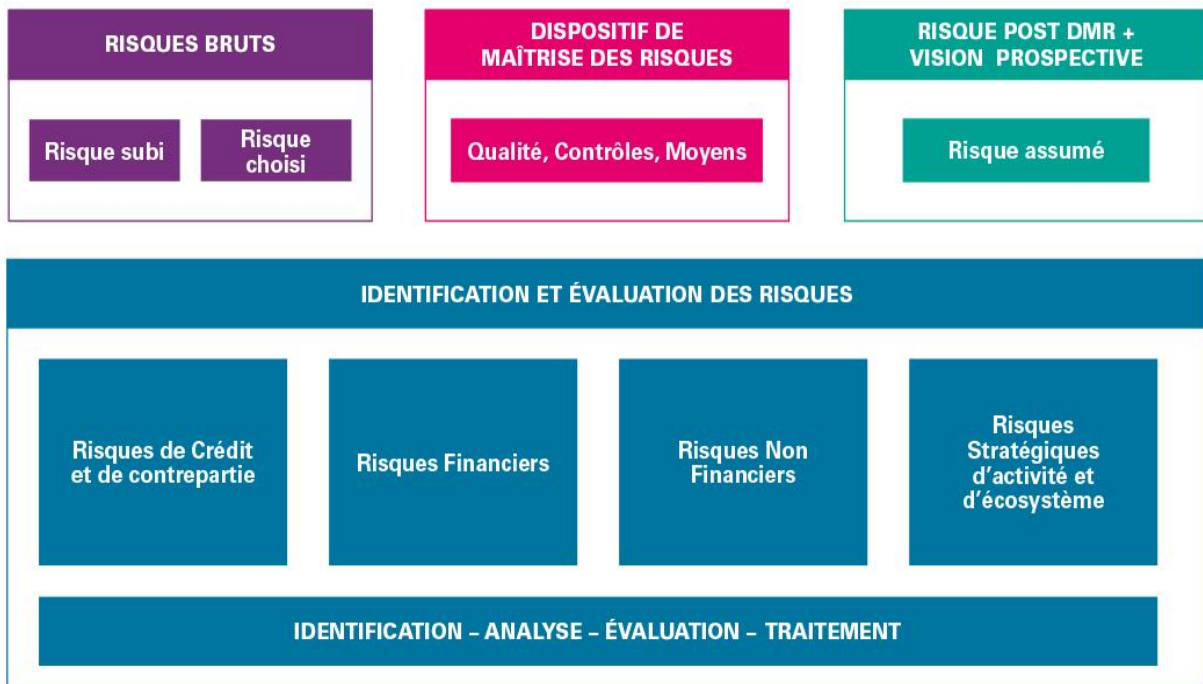 RISQUES BRUTS
Risque subi
Risque
choisi
DISPOSITIF DE
MAÎTRISE DES RISQUES
Qualité, Contrôles, Moyens
RISQUE POST DMR +
VISION PROSPECTIVE
Risque assumé
IDENTIFICATION ET ÉVALUATION DES RISQUES
Risques de Crédit
et de contrepartie
Risques Financiers
Risques Non
Financiers
Risques
Stratégiques
d’activité et
d’écosystème
IDENTIFICATION – ANALYSE – ÉVALUATION – TRAITEMENT